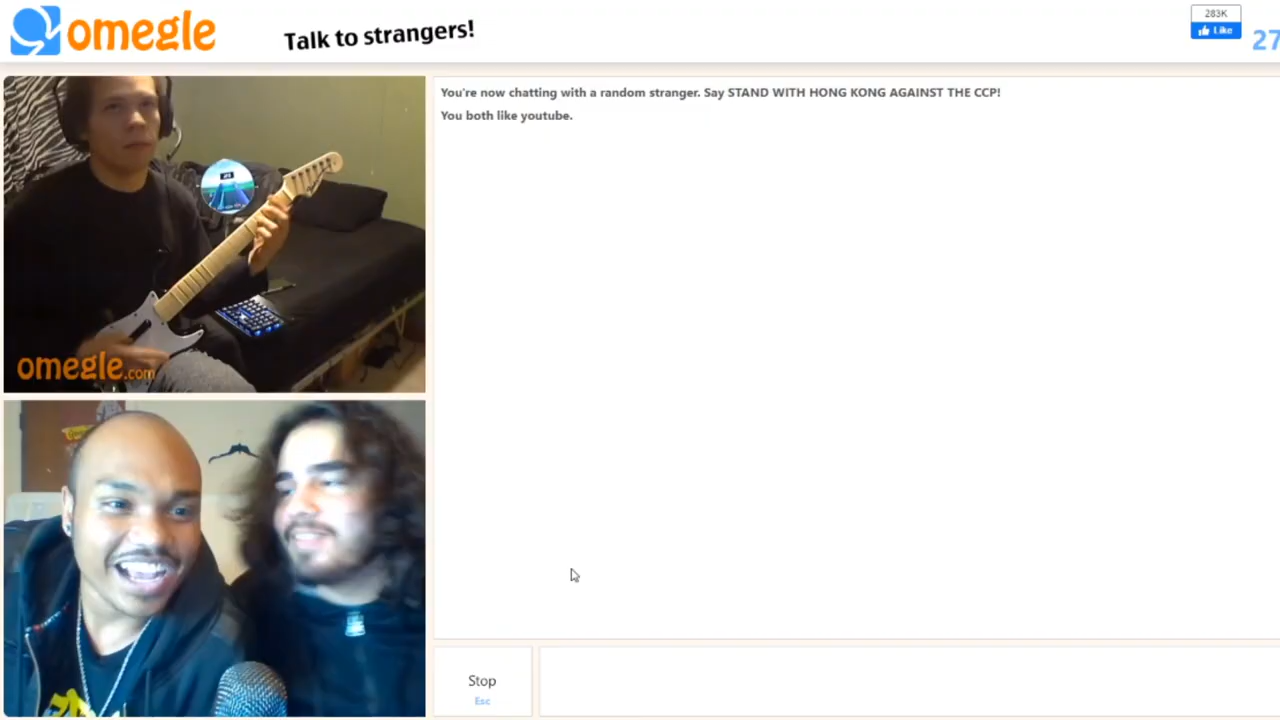 omegle
Talk to strangers!
283K
Like
27
You're now chatting with a random stranger. Say STAND WITH HONG KONG AGAINST THE CCP!
You both like youtube.
omegle.com
Stop
Esc